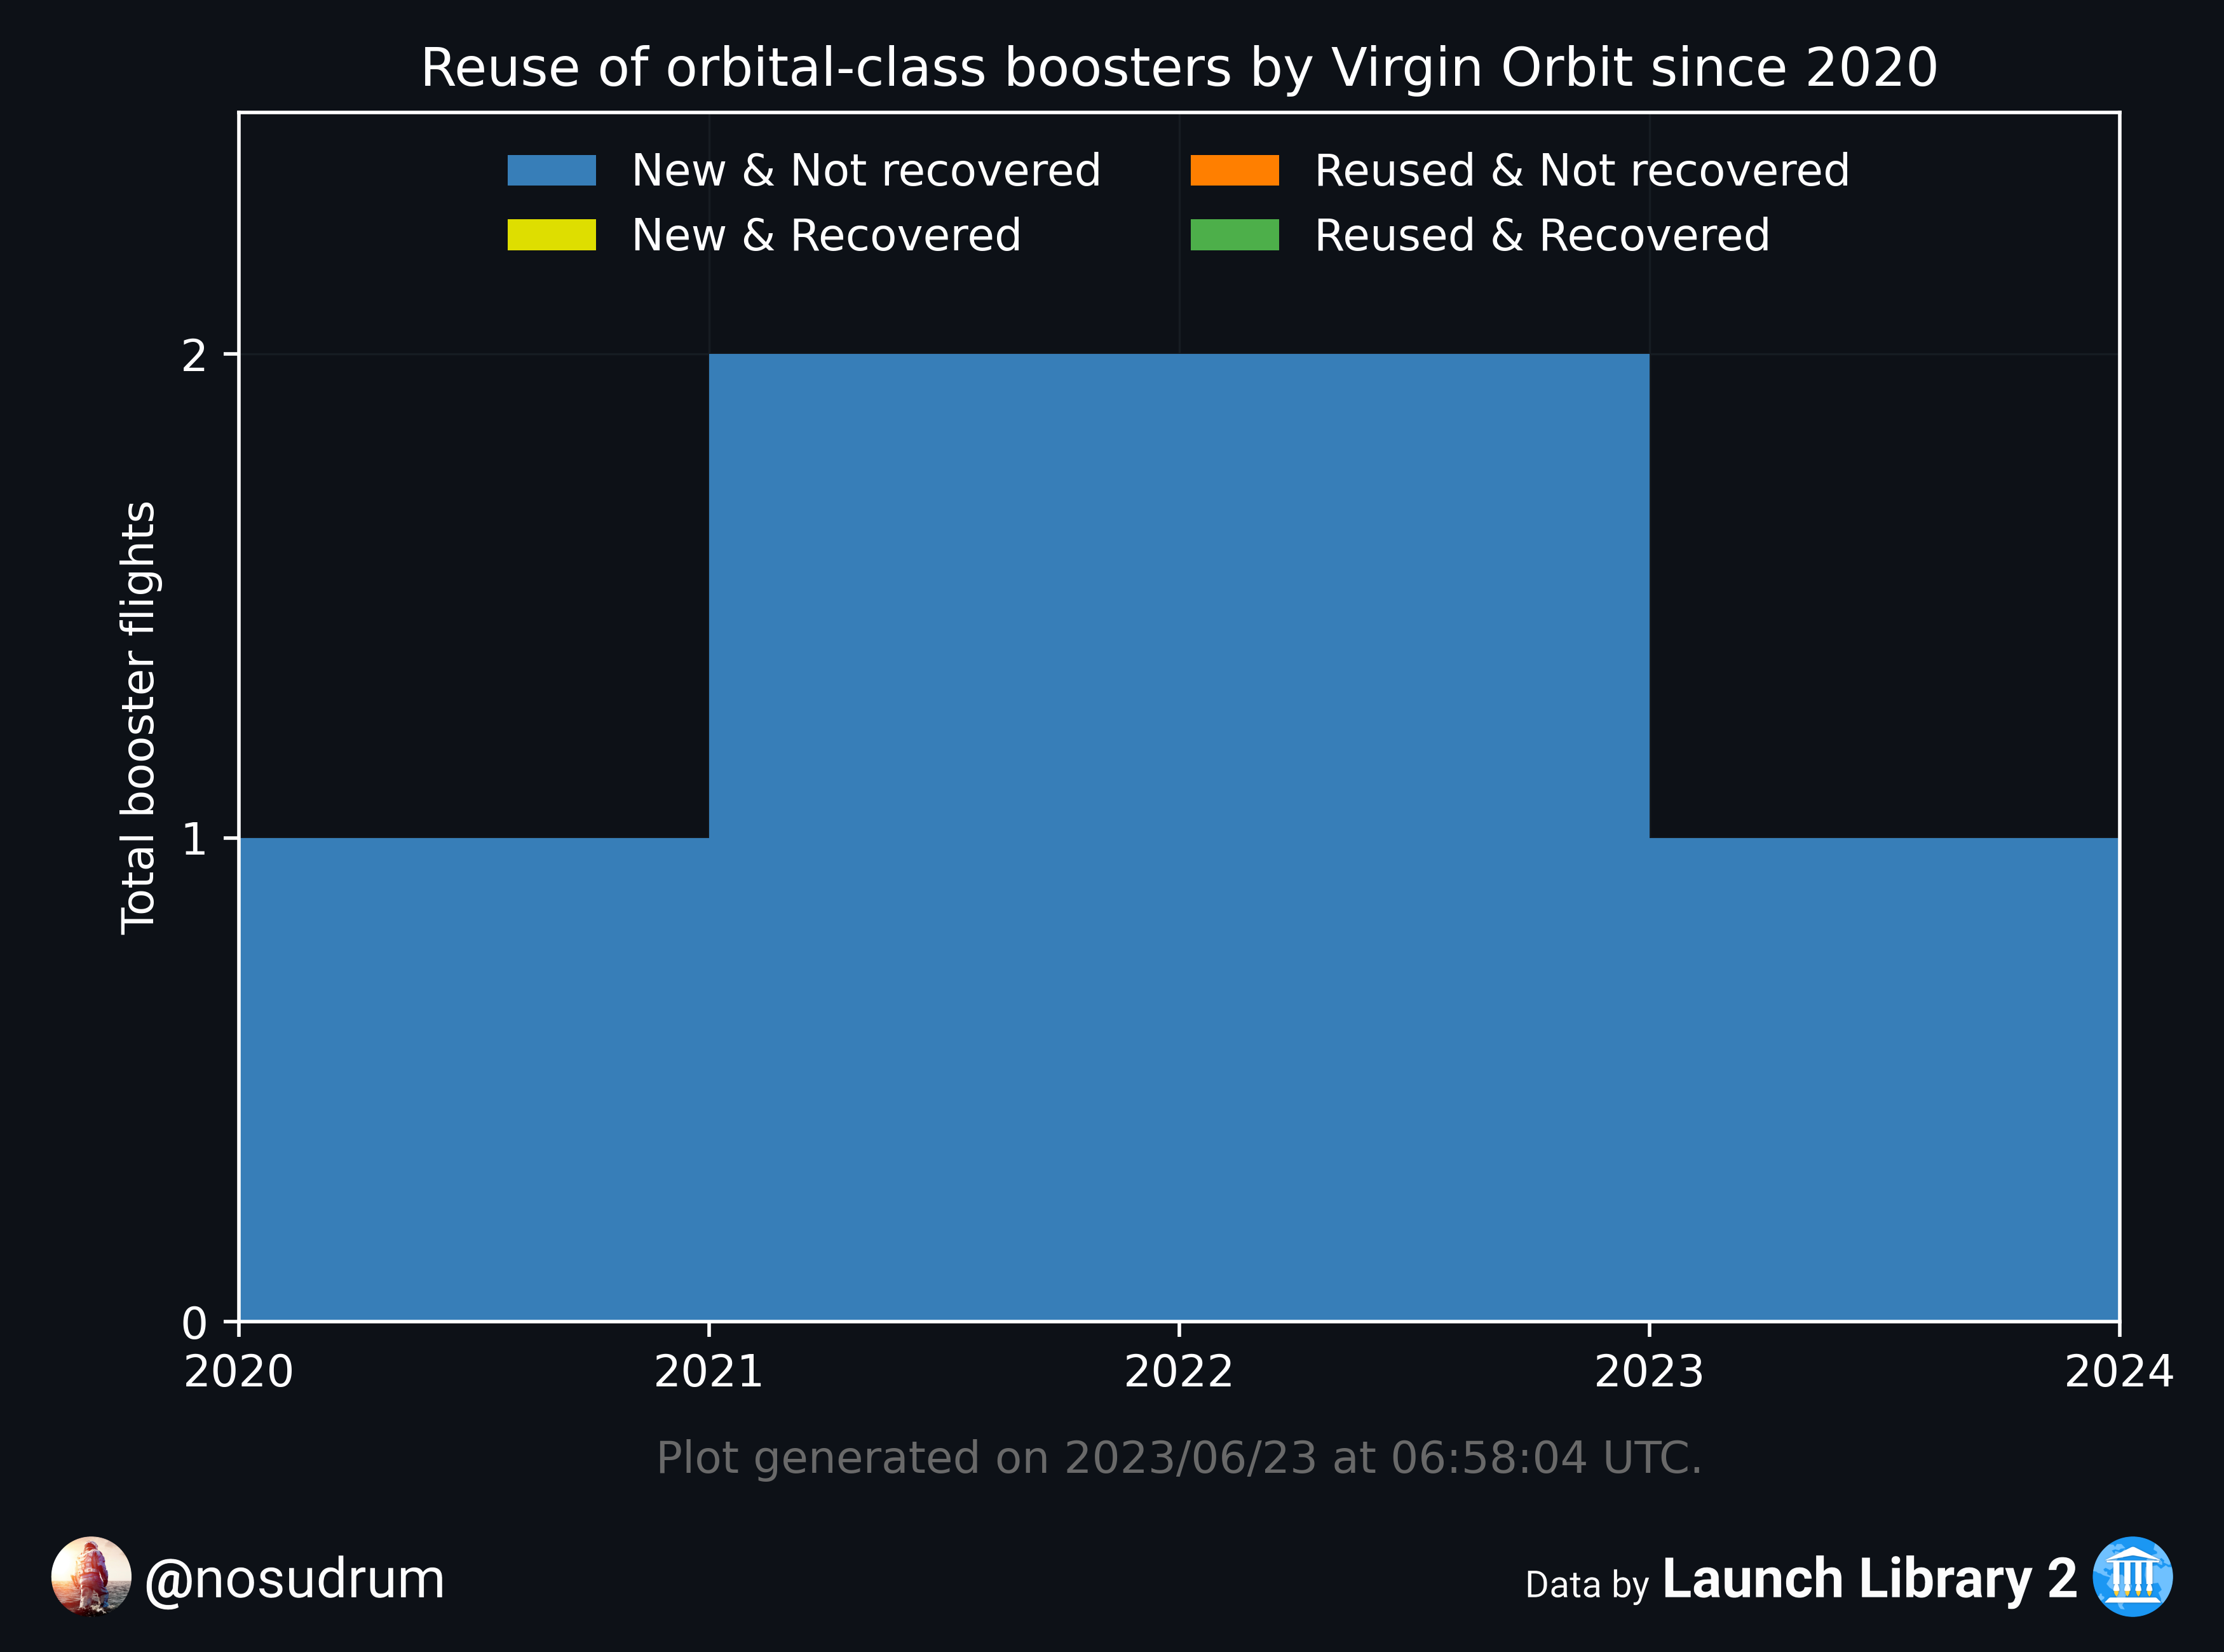 Reuse of orbital-class boosters by Virgin Orbit since 2020
New & Not recovered
New & Recovered
Reused & Not recovered
Reused & Recovered
Total booster flights
2
1
0
2020 2021 2022 2023 2024
Plot generated on 2023/06/23 at 06:58:04 UTC.
@nosudrum
Data by Launch Library 2